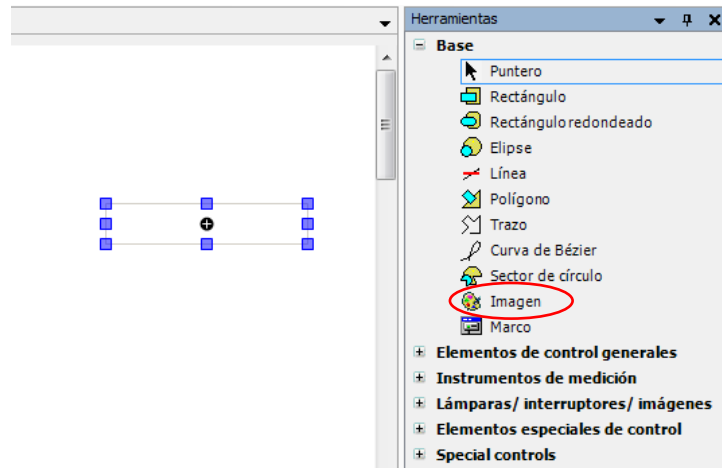 Herramientas
Base
Puntero
Rectángulo
Rectángulo redondeado
Elipse
Línea
Polígono
Trazo
Curva de Bézier
Sector de círculo
Imagen
Marco
Elementos de control generales
Instrumentos de medición
Lámparas/ interruptores/ imágenes
Elementos especiales de control
Special controls